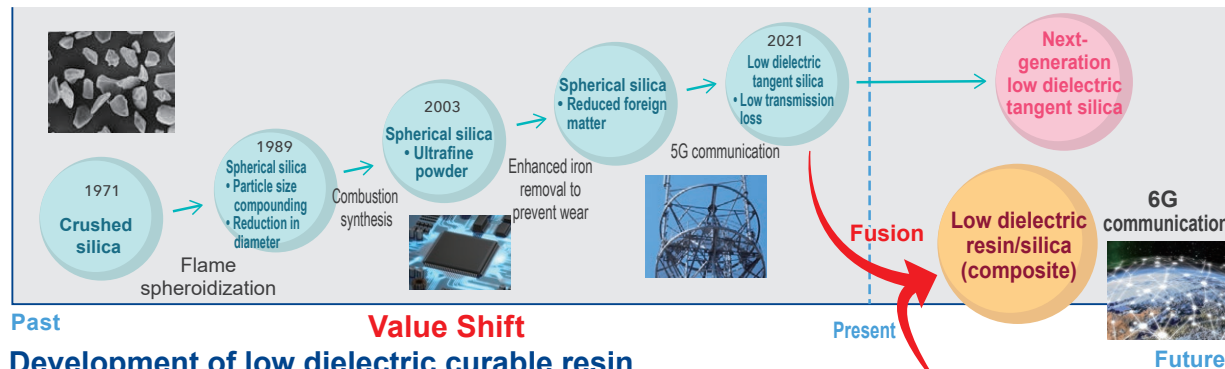 1971
Crushed
silica
Flame
spheroidization
1989
Spherical silica
• Particle size
compounding
• Reduction in
diameter
Combustion
synthesis
2003
Spherical silica
• Ultrafine
powder
Enhanced iron
removal to
prevent wear
Spherical silica
• Reduced foreign
matter
5G communication
2021
Low dielectric
tangent silica
• Low transmission
loss
Next-
generation
low dielectric
tangent silica
Fusion
Low dielectric
resin/silica
(composite)
6G
communication
Past
Value Shift
Present
Future
Development of low dielectric curable resin